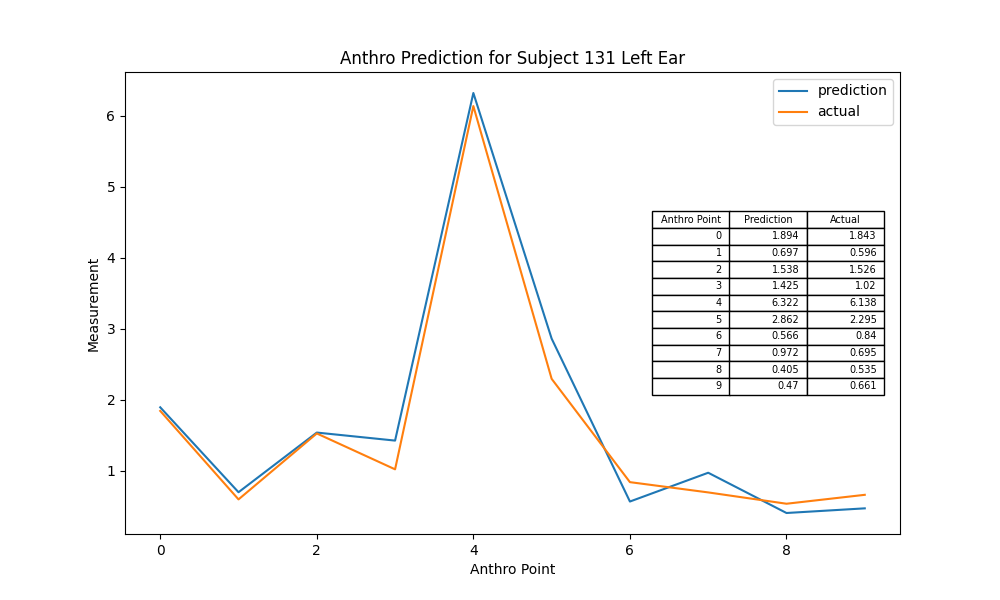 Anthro Prediction for Subject 131 Left Ear
prediction
actual
6
5
4
3
2
1
Measurement
Anthro Point Prediction Actual
0 1.894 1.843
1 0.697 0.596
2 1.538 1.526
3 1.425 1.02
4 6.322 6.138
5 2.862 2.295
6 0.566 0.84
7 0.972 0.695
8 0.405 0.535
9 0.47 0.661
0 2 4 6 8
Anthro Point